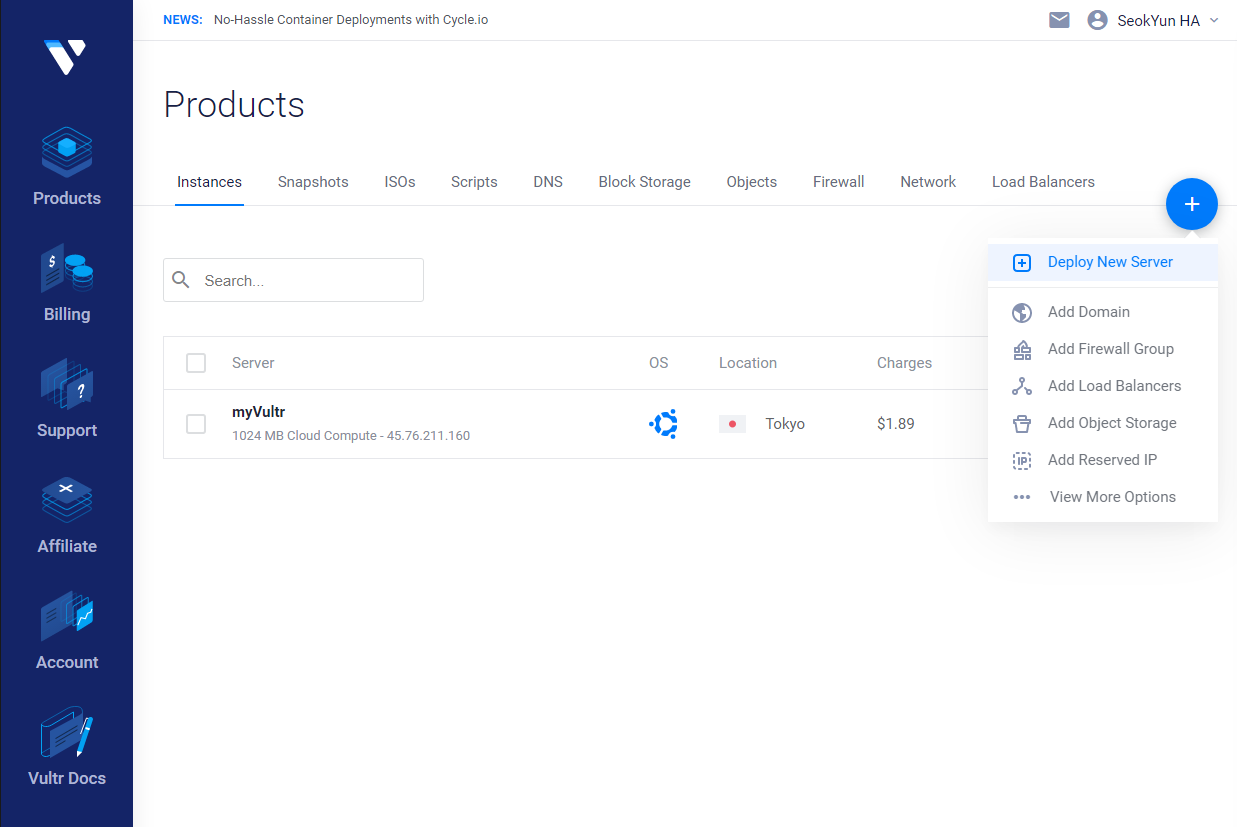 NEWS: No-Hassle Container Deployments with Cycle.io
SeokYun HA
Products
Billing
Support
Affiliate
Account
Vultr Docs
Products
Instances Snapshots ISOs Scripts DNS Block Storage Objects Firewall Network Load Balancers
+
Search...
Server OS Location Charges
myVultr
1024 MB Cloud Compute - 45.76.211.160
Tokyo $1.89
Deploy New Server
Add Domain
Add Firewall Group
Add Load Balancers
Add Object Storage
IP Add Reserved IP
View More Options